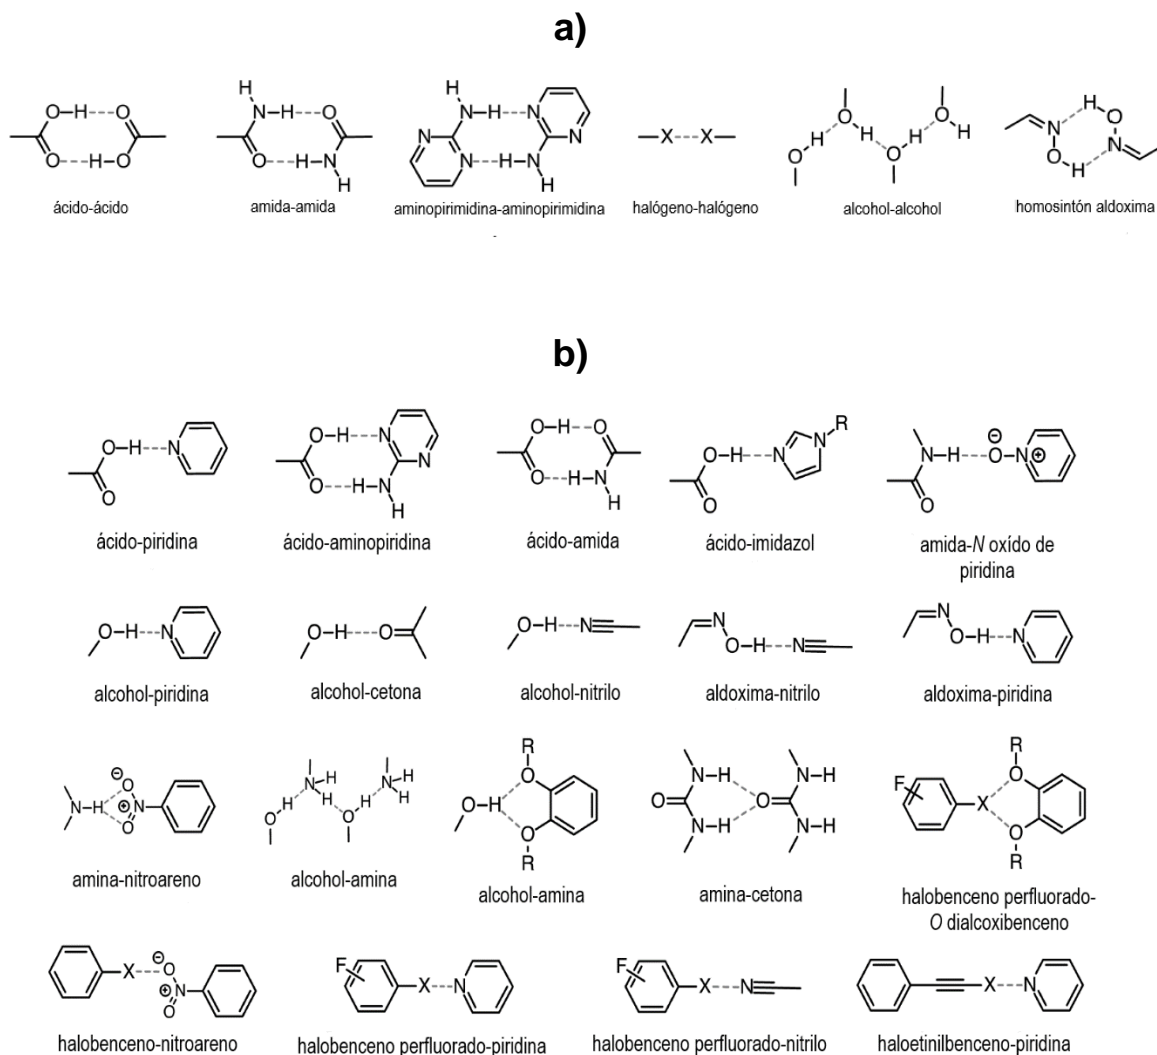 a)
ácido-ácido
amida-amida
aminopirimidina-aminopirimidina
halógeno-halógeno
alcohol-alcohol
homosintón aldoxima
b)
ácido-piridina
ácido-aminopiridina
ácido-amida
ácido-imidazol
amida-N oxído de
piridina
alcohol-piridina
alcohol-cetona
alcohol-nitrilo
aldoxima-nitrilo
aldoxima-piridina
amina-nitroareno
alcohol-amina
alcohol-amina
amina-cetona
halobenceno perfluorado-
O dialcoxibenceno
halobenceno-nitroareno
halobenceno perfluorado-piridina
halobenceno perfluorado-nitrilo
haloetinilbenceno-piridina